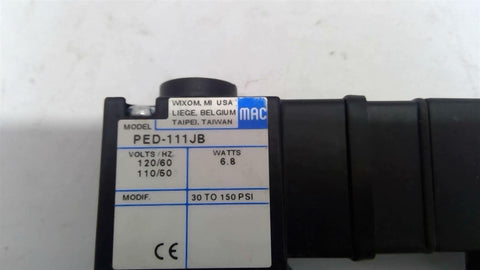 WIXOM, MI USA
LIEGE, BELGIUM
TAIPEI, TAIWAN
MAC
MODEL
PED-111JB
VOLTS / HZ.
WATTS
120/60
6.8
110/50
MODIF.
30 TO 150 PSI
CE